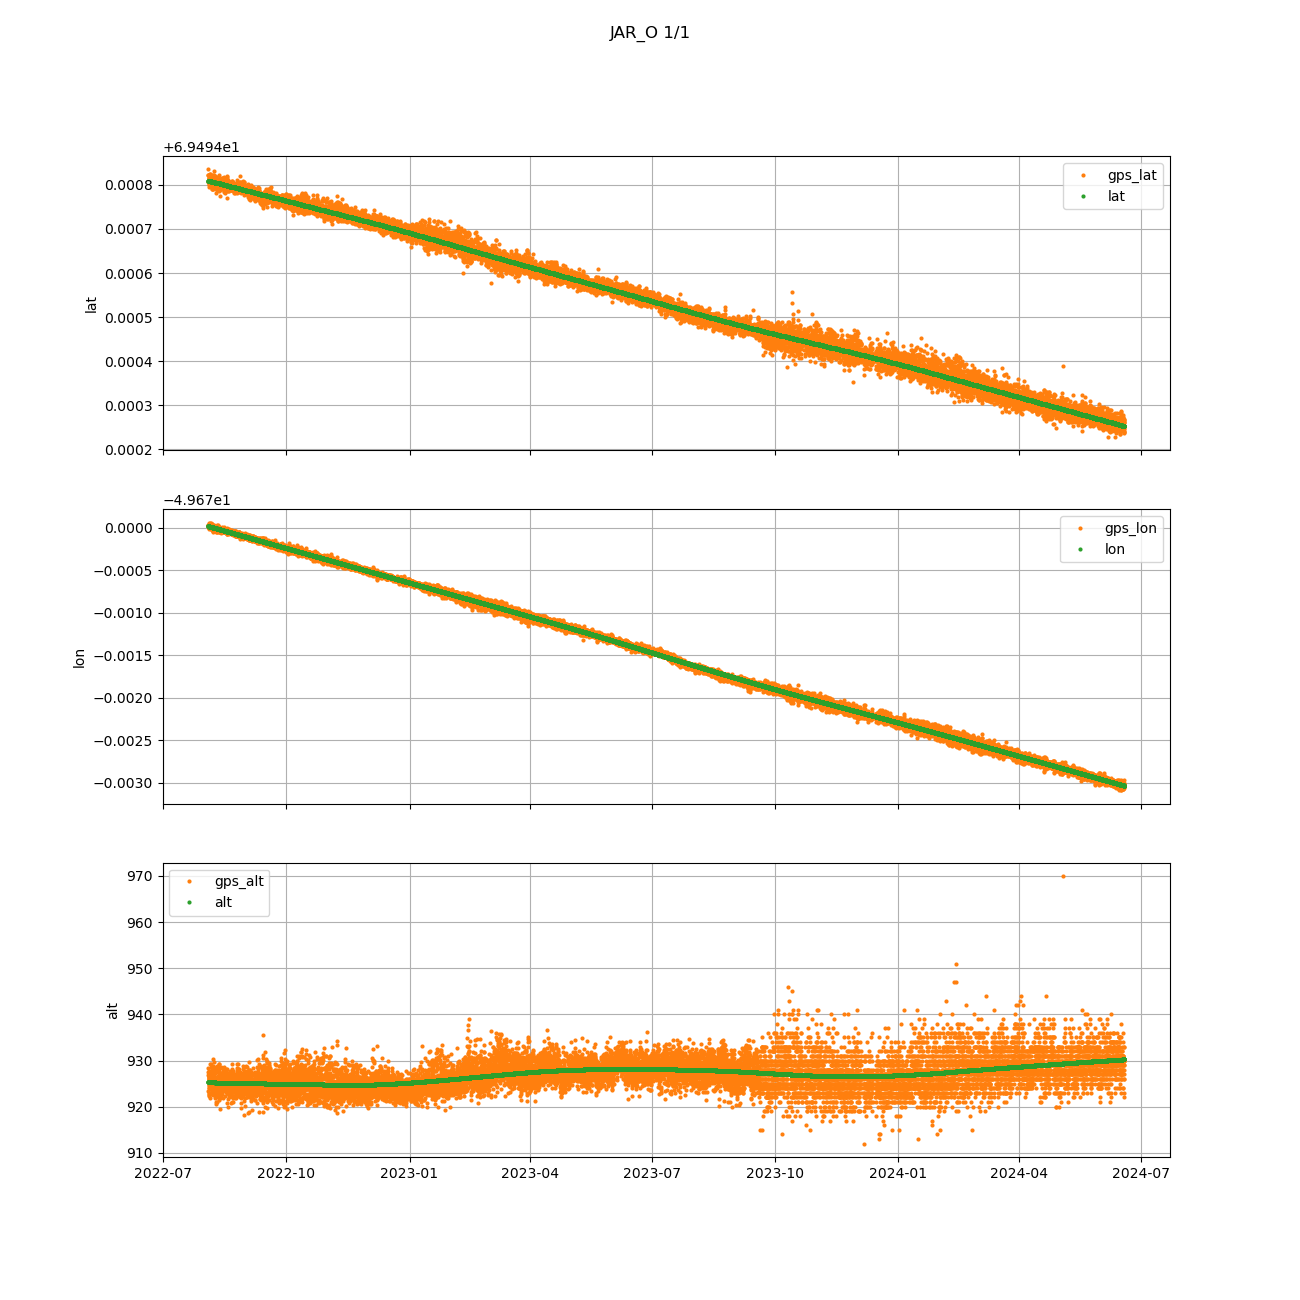 JAR_O 1/1
+6.9494e1
0.0008
0.0007
0.0006
0.0005
0.0004
0.0003
0.0002
lat
gps_lat
lat
−4.967e1
0.0000
−0.0005
−0.0010
−0.0015
−0.0020
−0.0025
−0.0030
lon
gps_lon
lon
970
960
950
940
930
920
910
alt
gps_alt
alt
2022-07 2022-10 2023-01 2023-04 2023-07 2023-10 2024-01 2024-04 2024-07